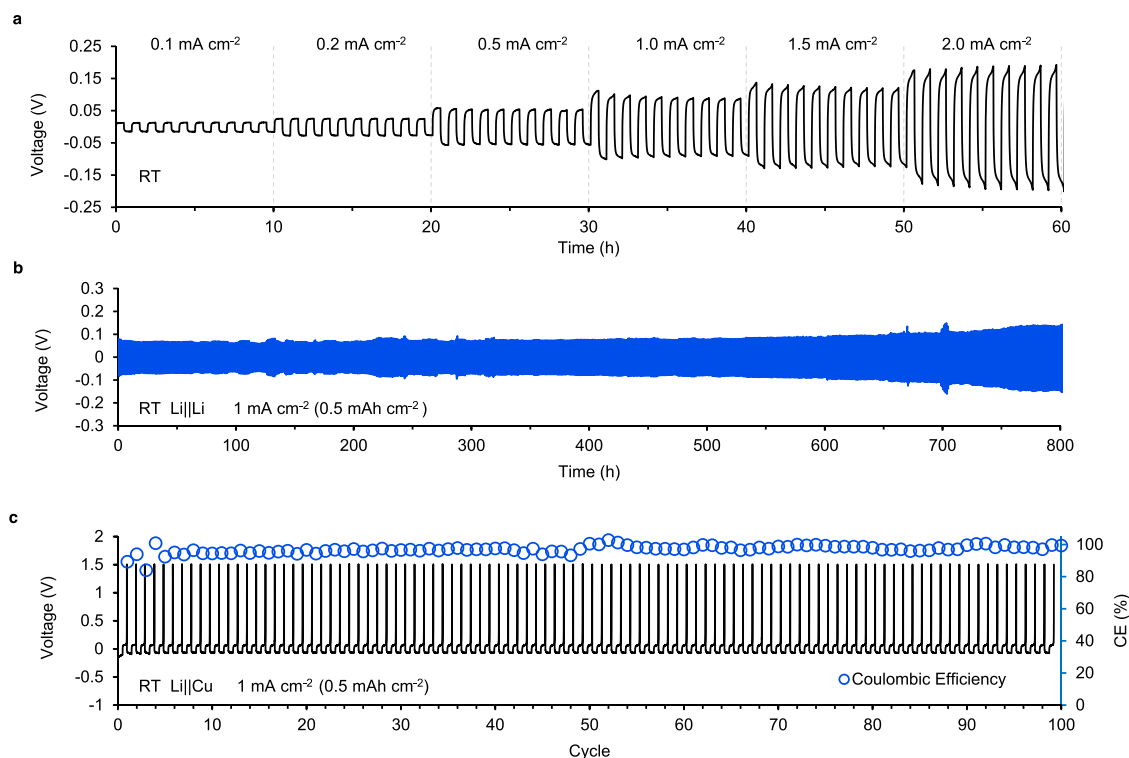 a
0.1 mA cm⁻² 0.2 mA cm⁻² 0.5 mA cm⁻² 1.0 mA cm⁻² 1.5 mA cm⁻² 2.0 mA cm⁻²
0.25
0.15
0.05
-0.05
-0.15
-0.25
Voltage (V)
RT
0 10 20 30 40 50 60
Time (h)
b
0.3
0.2
0.1
0
-0.1
-0.2
-0.3
Voltage (V)
RT Li||Li 1 mA cm⁻² (0.5 mAh cm⁻² )
0 100 200 300 400 500 600 700 800
Time (h)
c
2
1.5
1
0.5
0
-0.5
-1
Voltage (V)
RT Li||Cu 1 mA cm⁻² (0.5 mAh cm⁻²)
Coulombic Efficiency
100
80
60
40
20
0
CE (%)
0 10 20 30 40 50 60 70 80 90 100
Cycle